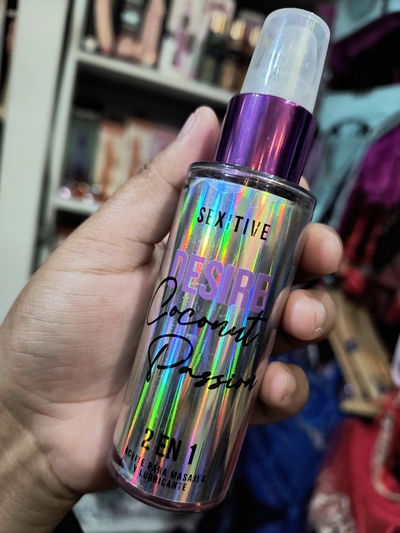 SEXITIVE
DESIRE
Coconut
Passion
2 EN 1
ACEITE PARA MASAJES
Y LUBRICANTE